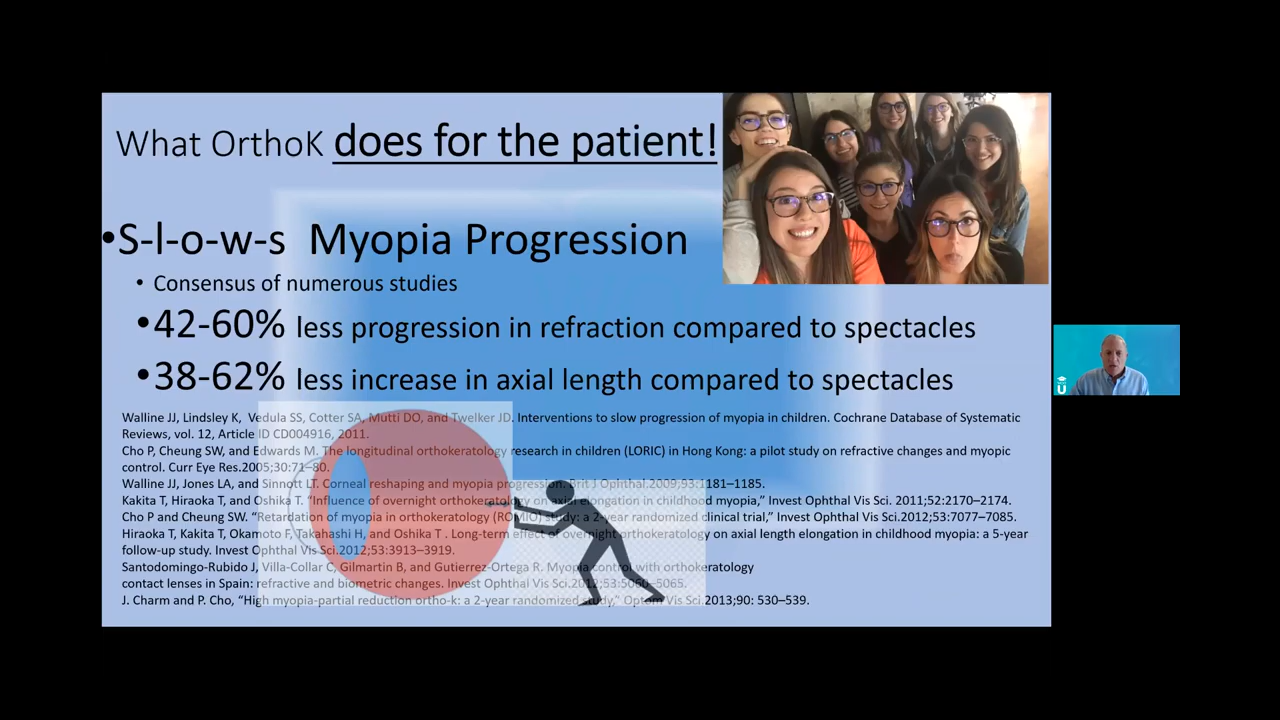 What OrthoK does for the patient!
•S-l-o-w-s Myopia Progression
• Consensus of numerous studies
•42-60% less progression in refraction compared to spectacles
•38-62% less increase in axial length compared to spectacles
Walline JJ, Lindsley K, Vedula SS, Cotter SA, Mutti DO, and Twelker JD. Interventions to slow progression of myopia in children. Cochrane Database of Systematic
Reviews, vol. 12, Article ID CD004916, 2011.
Cho P, Cheung SW, and Edwards M. The longitudinal orthokeratology research in children (LORIC) in Hong Kong: a pilot study on refractive changes and myopic
control. Curr Eye Res.2005;30:71–80.
Walline JJ, Jones LA, and Sinnott LT. Corneal reshaping and myopia progression. Brit J Ophthal.2009;93:1181–1185.
Kakita T, Hiraoka T, and Oshika T. “Influence of overnight orthokeratology on axial elongation in childhood myopia,” Invest Ophthal Vis Sci. 2011;52:2170–2174.
Cho P and Cheung SW. “Retardation of myopia in orthokeratology (ROMIO) study: a 2-year randomized clinical trial,” Invest Ophthal Vis Sci.2012;53:7077–7085.
Hiraoka T, Kakita T, Okamoto F, Takahashi H, and Oshika T . Long-term effect of overnight orthokeratology on axial length elongation in childhood myopia: a 5-year
follow-up study. Invest Ophthal Vis Sci.2012;53:3913–3919.
Santodomingo-Rubido J, Villa-Collar C, Gilmartin B, and Gutierrez-Ortega R. Myopia control with orthokeratology
contact lenses in Spain: refractive and biometric changes. Invest Ophthal Vis Sci.2012;53:5060–5065.
J. Charm and P. Cho, “High myopia-partial reduction ortho-k: a 2-year randomized study,” Optom Vis Sci.2013;90: 530–539.
U